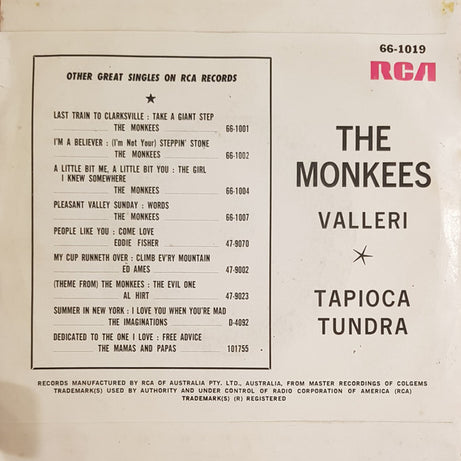 66-1019
RCA
OTHER GREAT SINGLES ON RCA RECORDS
LAST TRAIN TO CLARKSVILLE : TAKE A GIANT STEP
THE MONKEES 66-1001
I'M A BELIEVER : (I'm Not Your) STEPPIN' STONE
THE MONKEES 66-1002
A LITTLE BIT ME, A LITTLE BIT YOU : THE GIRL
I KNEW SOMEWHERE
THE MONKEES 66-1004
PLEASANT VALLEY SUNDAY : WORDS
THE MONKEES 66-1007
PEOPLE LIKE YOU : COME LOVE
EDDIE FISHER 47-9070
MY CUP RUNNETH OVER : CLIMB EV'RY MOUNTAIN
ED AMES 47-9002
(THEME FROM) THE MONKEES : THE EVIL ONE
AL HIRT 47-9023
SUMMER IN NEW YORK : I LOVE YOU WHEN YOU'RE MAD
THE IMAGINATIONS D-4092
DEDICATED TO THE ONE I LOVE : FREE ADVICE
THE MAMAS AND PAPAS 101755
THE
MONKEES
VALLERI
TAPIOCA
TUNDRA
RECORDS MANUFACTURED BY RCA OF AUSTRALIA PTY. LTD., AUSTRALIA, FROM MASTER RECORDINGS OF COLGEMS
TRADEMARK(S) USED BY AUTHORITY AND UNDER CONTROL OF RADIO CORPORATION OF AMERICA (RCA)
TRADEMARK(S) (R) REGISTERED